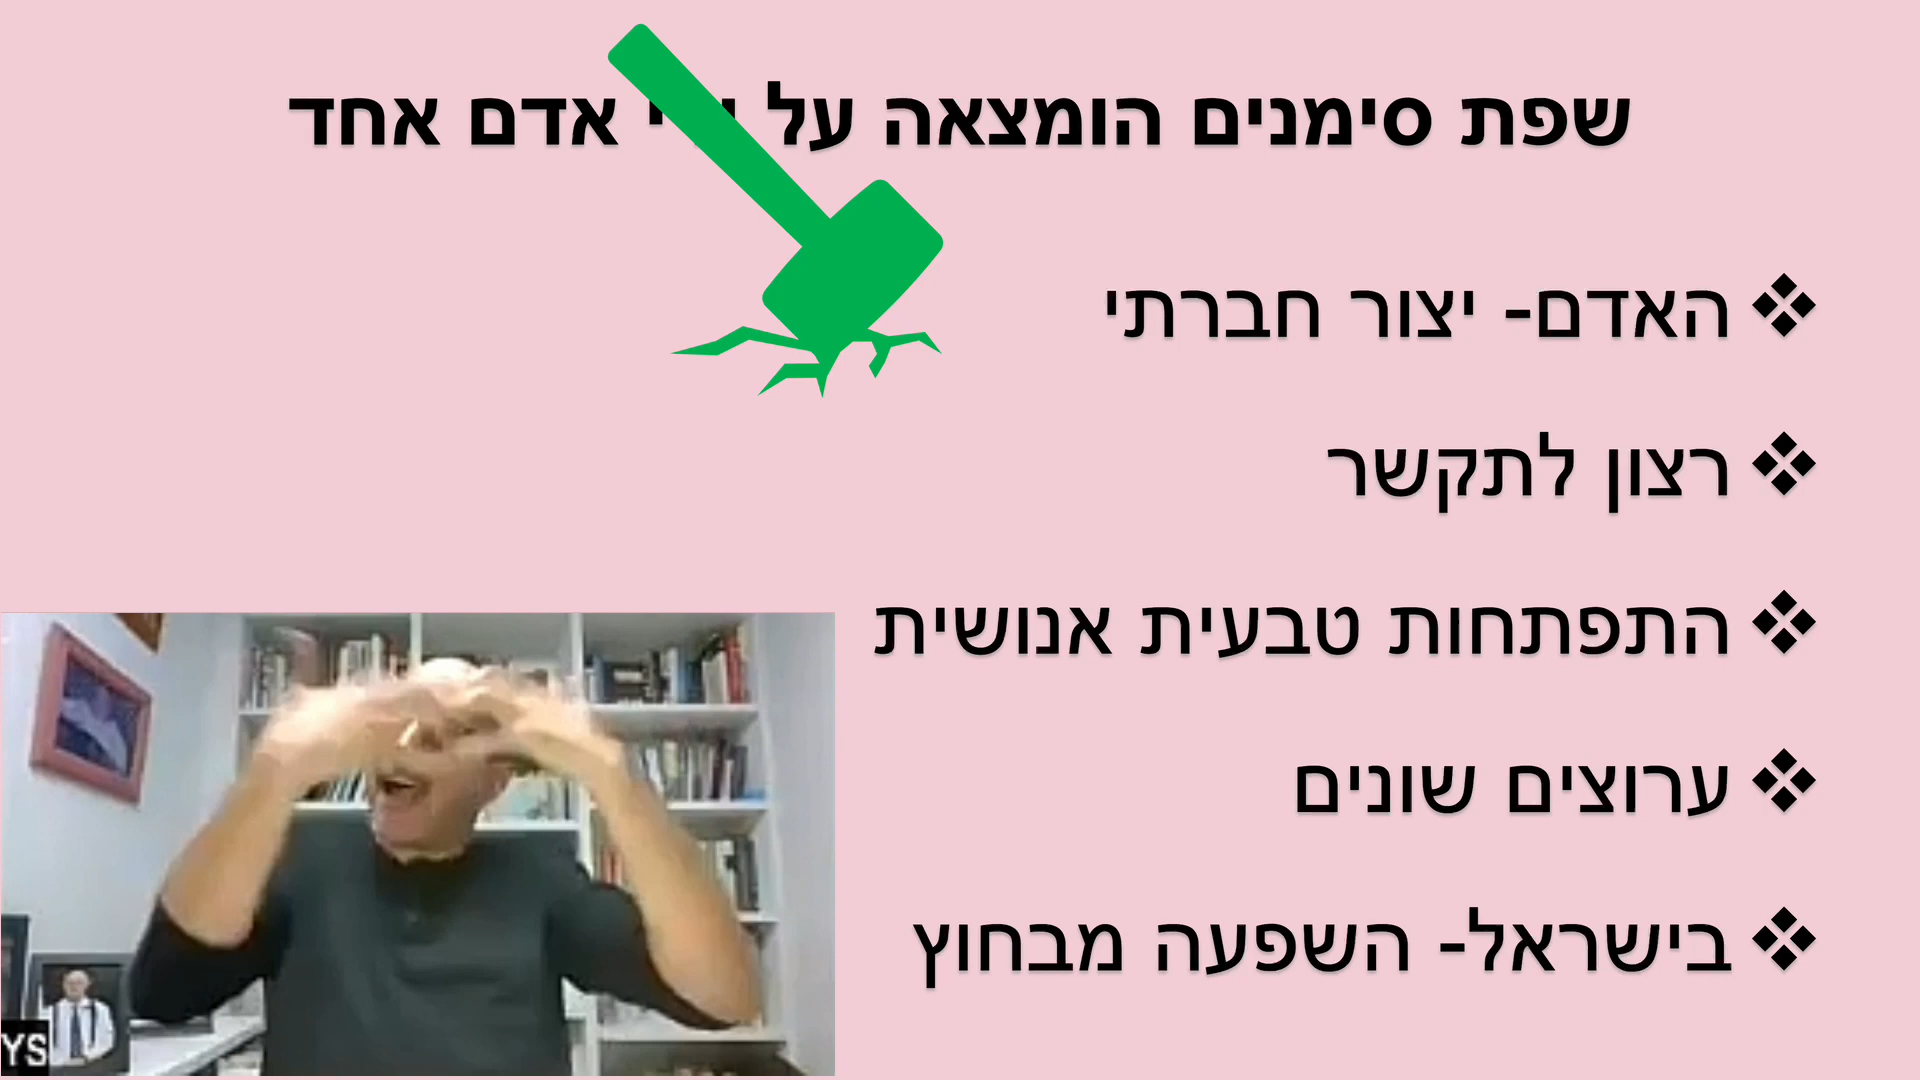 שפת סימנים הומצאה על י י אדם אחד
❖ האדם- יצור חברתי
❖ רצון לתקשר
❖ התפתחות טבעית אנושית
❖ ערוצים שונים
❖ בישראל- השפעה מבחוץ
YS